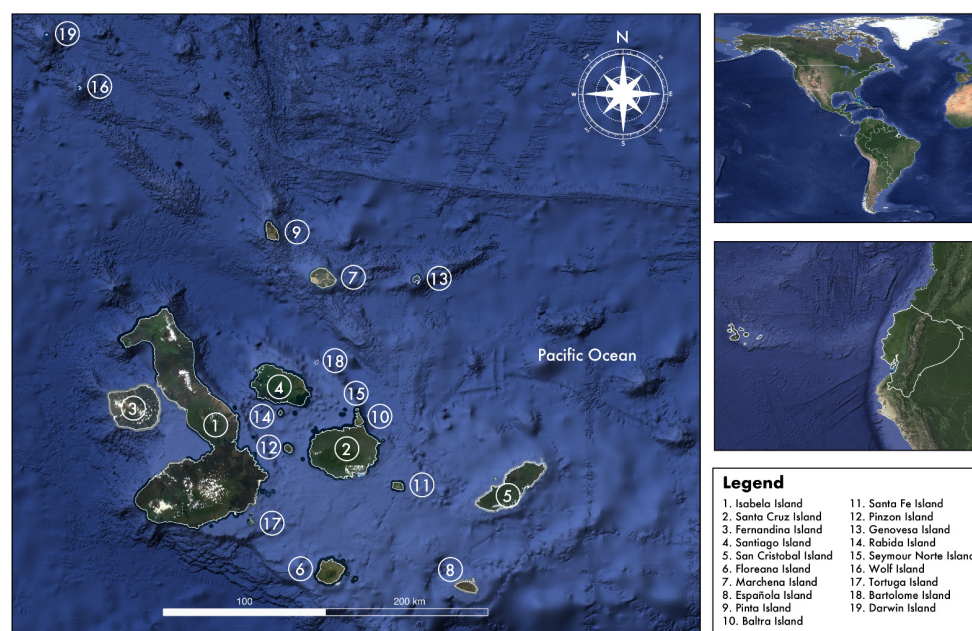 19
16
N
W
E
S
9
7
13
Pacific Ocean
18
4
3
15
14
10
1
12
2
11
5
17
6
8
100
200 km
Legend
1. Isabela Island
2. Santa Cruz Island
3. Fernandina Island
4. Santiago Island
5. San Cristobal Island
6. Floreana Island
7. Marchena Island
8. Española Island
9. Pinta Island
10. Baltra Island
11. Santa Fe Island
12. Pinzon Island
13. Genovesa Island
14. Rabida Island
15. Seymour Norte Island
16. Wolf Island
17. Tortuga Island
18. Bartolome Island
19. Darwin Island